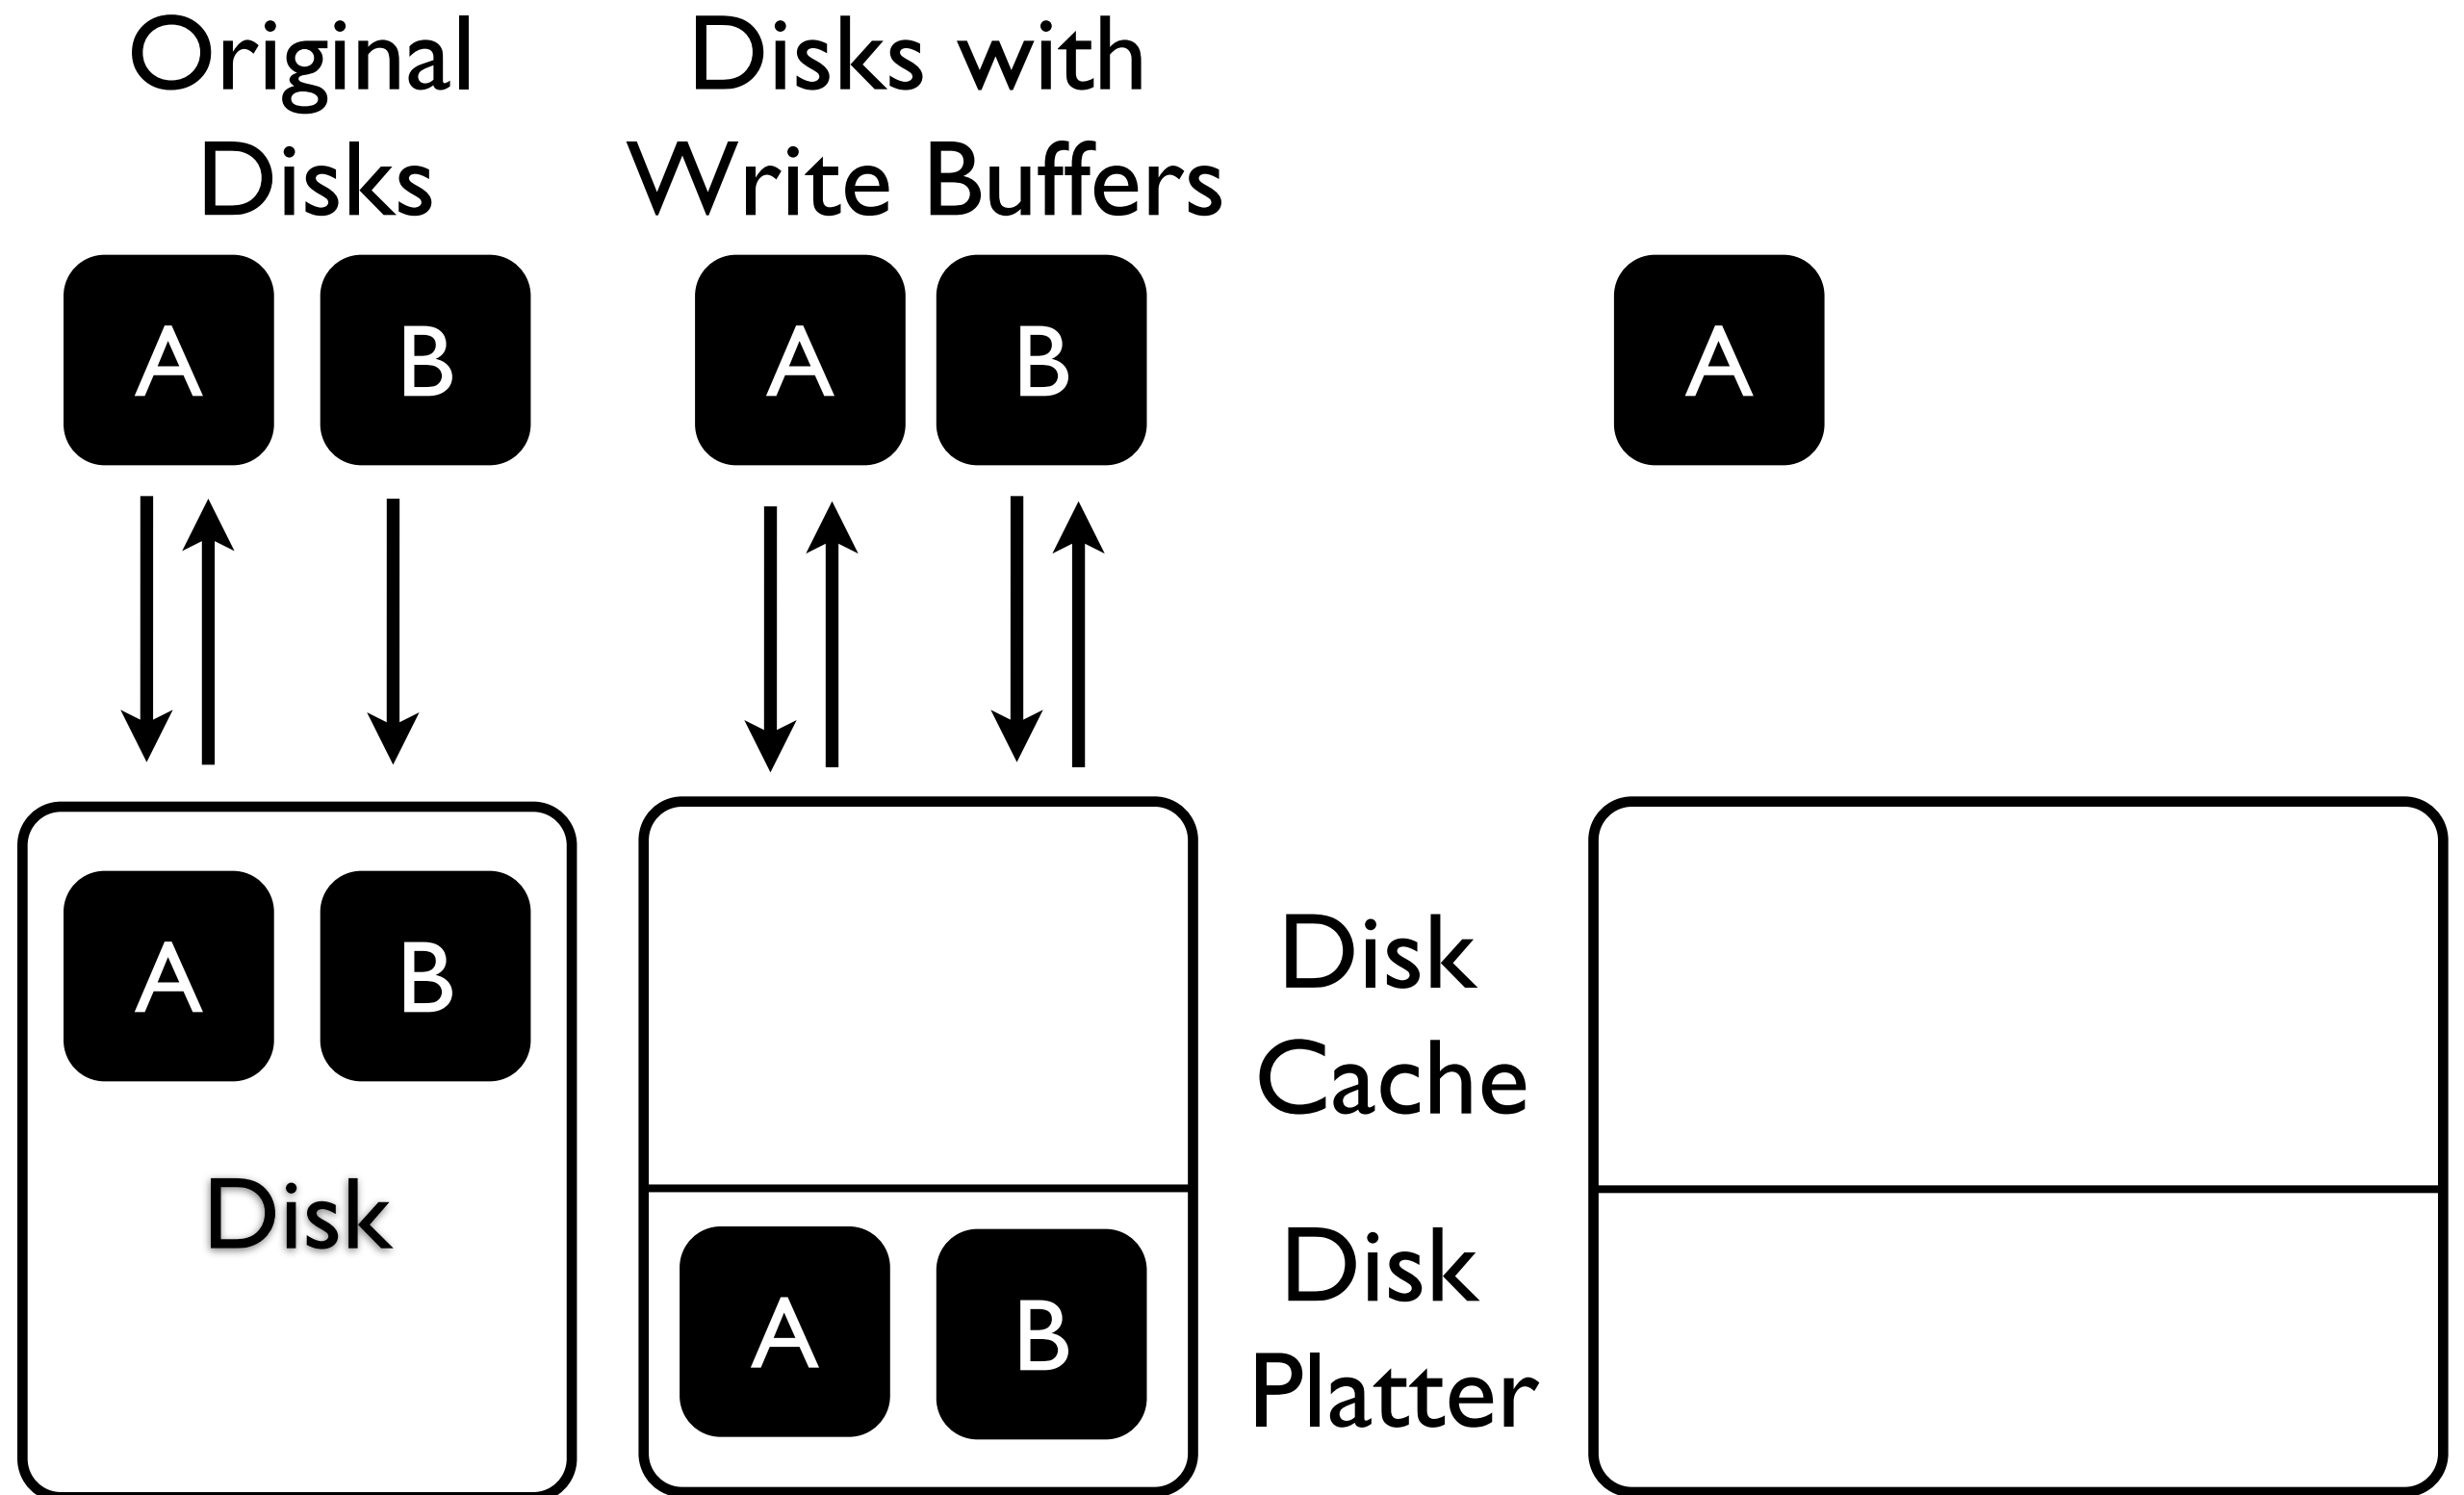 Original
Disks
Disks with
Write Buffers
A B
A B
A
A B
Disk
A B
Disk
Cache
Disk
Platter